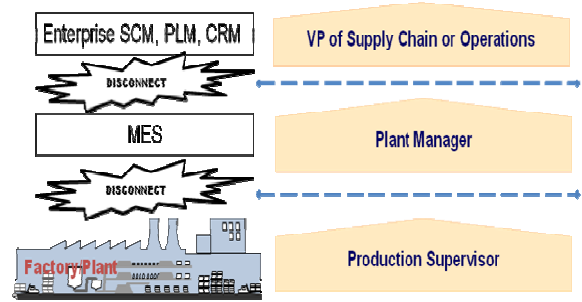 Enterprise SCM, PLM, CRM
VP of Supply Chain or Operations
DISCONNECT
MES
Plant Manager
DISCONNECT
Factory/Plant
Production Supervisor